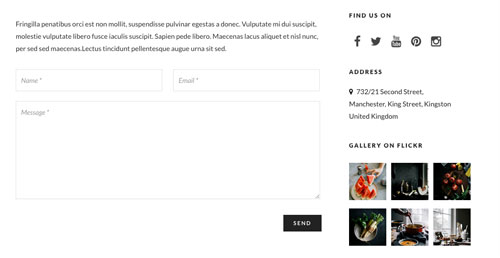 Fringilla penatibus orci est non mollit, suspendisse pulvinar egestas a donec. Vulputate mi dui suscipit,
molestie vulputate libero fusce iaculis suscipit. Sapien pede libero. Maecenas lacus aliquet et nisl nunc,
per sed sed maecenas.Lectus tincidunt pellentesque augue urna sit sed.
Name *
Email *
Message *
SEND
FIND US ON
You Tube
ADDRESS
732/21 Second Street,
Manchester, King Street, Kingston
United Kingdom
GALLERY ON FLICKR